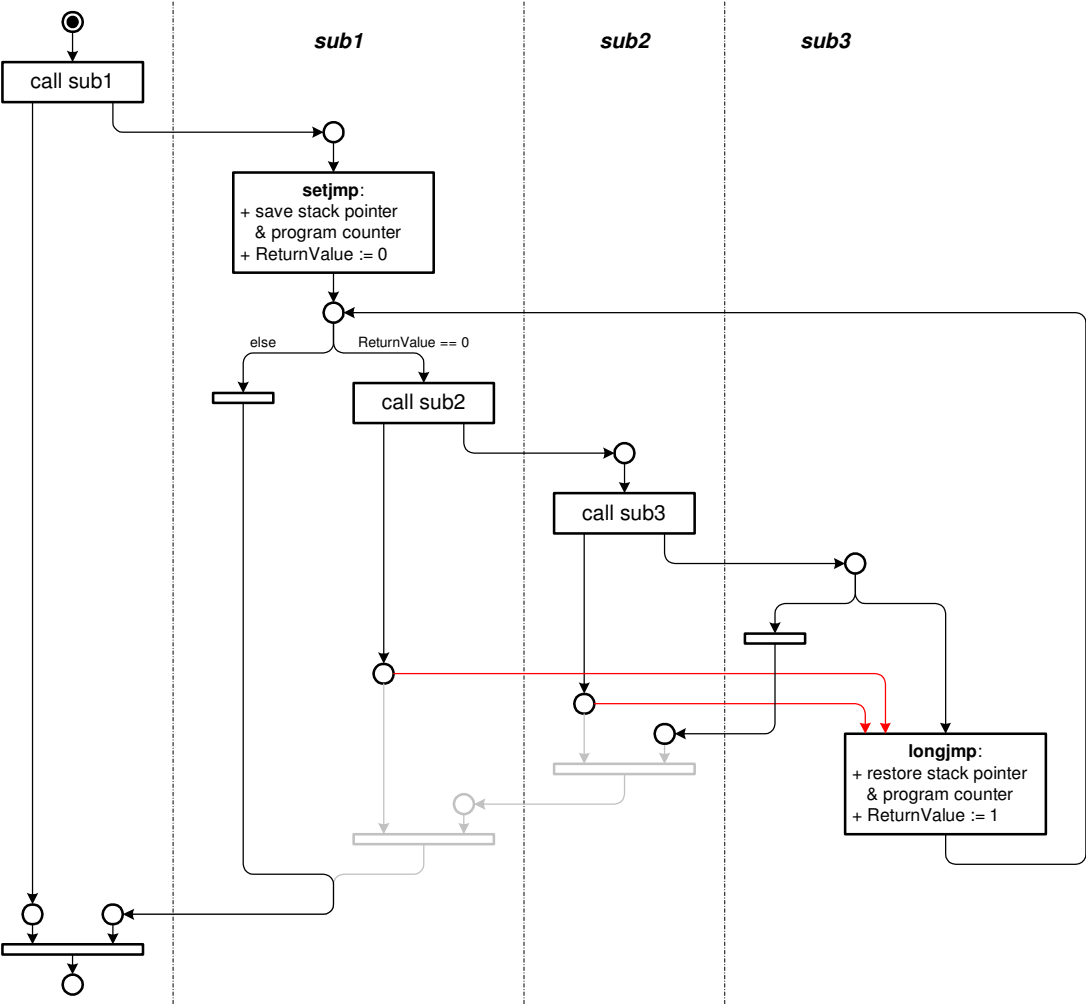 sub1
sub2
sub3
call sub1
setjmp:
+ save stack pointer
& program counter
+ ReturnValue := 0
else
ReturnValue == 0
call sub2
call sub3
longjmp:
+ restore stack pointer
& program counter
+ ReturnValue := 1